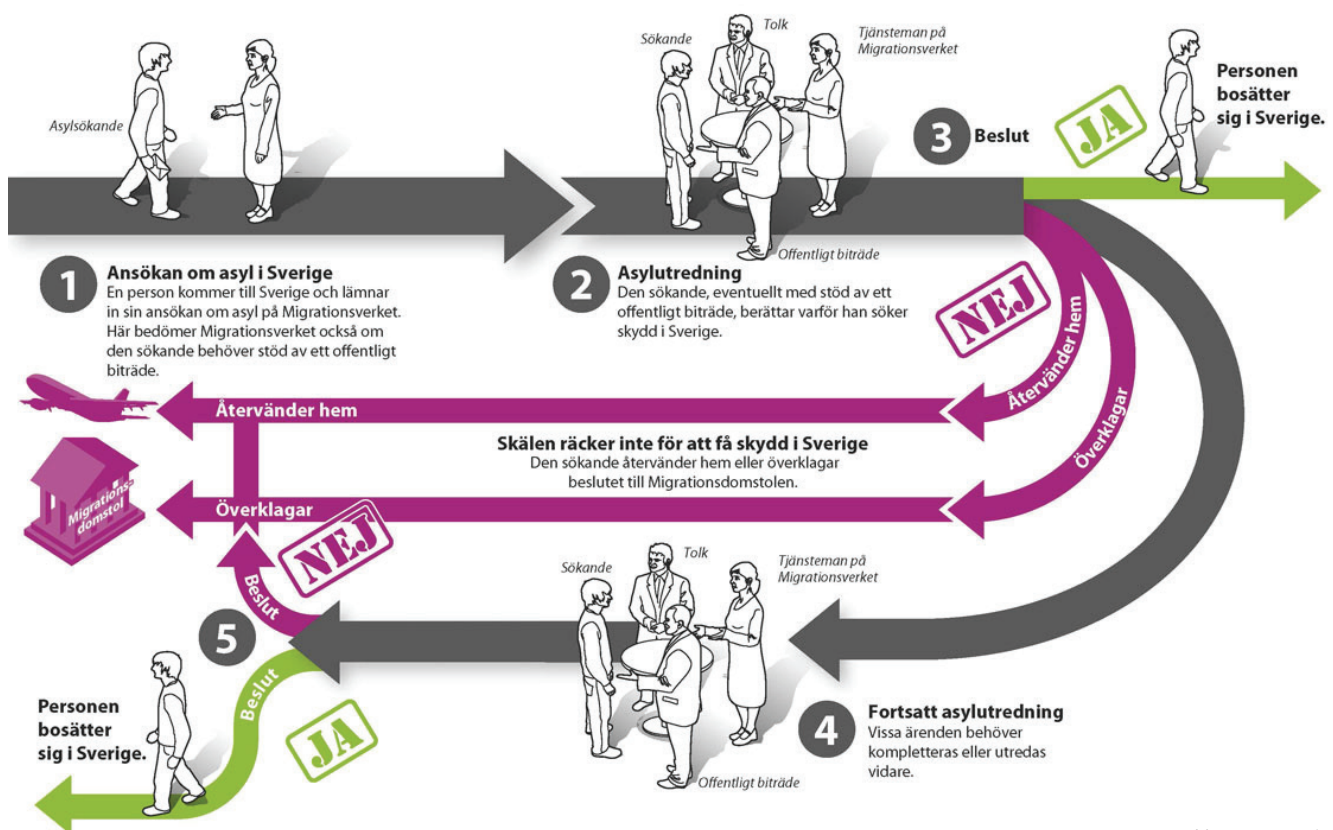 Asylsökande
Sökande
Tolk
Tjänsteman på
Migrationsverket
Offentligt biträde
3 Beslut
JA
Personen
bosätter
sig i Sverige.
1 Ansökan om asyl i Sverige
En person kommer till Sverige och lämnar
in sin ansökan om asyl på Migrationsverket.
Här bedömer Migrationsverket också om
den sökande behöver stöd av ett offentligt
biträde.
2 Asylutredning
Den sökande, eventuellt med stöd av ett
offentligt biträde, berättar varför han söker
skydd i Sverige.
NEJ
Återvänder hem
Överklagar
Återvänder hem
Skälen räcker inte för att få skydd i Sverige
Den sökande återvänder hem eller överklagar
beslutet till Migrationsdomstolen.
Migrations-
domstol
Överklagar
NEJ
Beslut
5
Beslut
JA
Personen
bosätter
sig i Sverige.
Sökande
Tolk
Tjänsteman på
Migrationsverket
Offentligt biträde
4 Fortsatt asylutredning
Vissa ärenden behöver
kompletteras eller utredas
vidare.